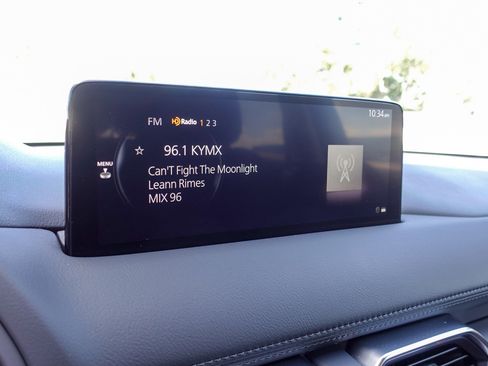 FM HD Radio 1 2 3
10:34 am
☆ 96.1 KYMX
MENU
Can'T Fight The Moonlight
Leann Rimes
MIX 96